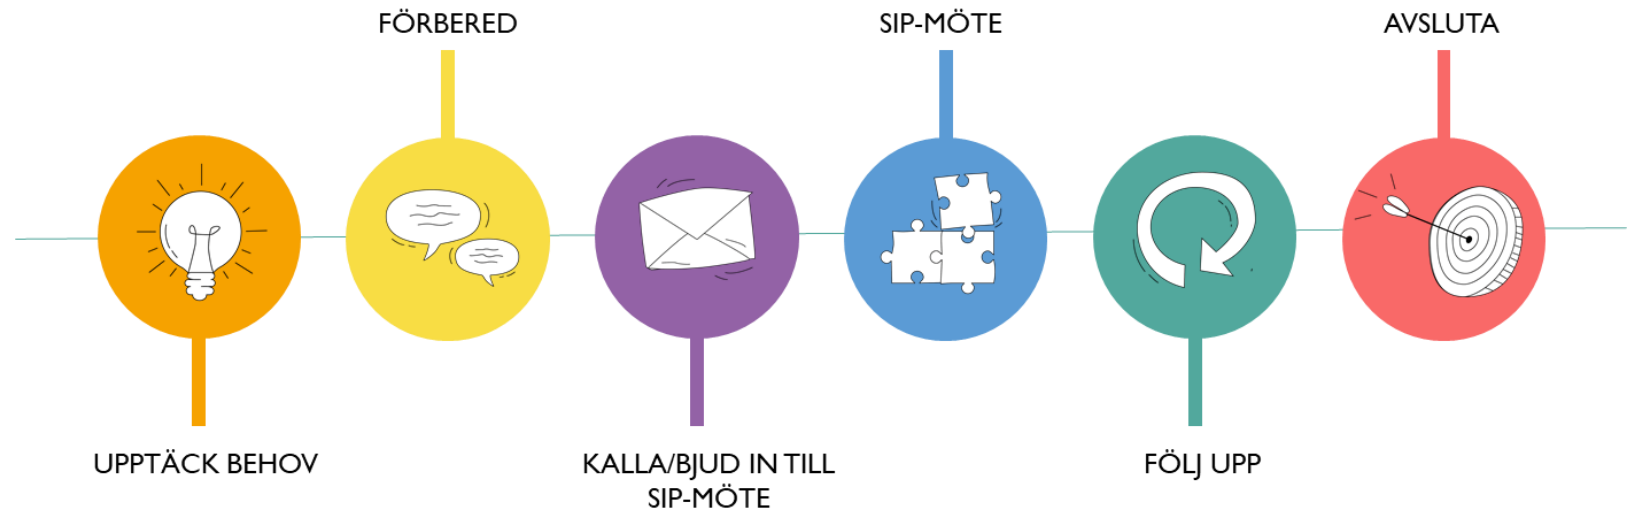 FÖRBERED
SIP-MÖTE
AVSLUTA
UPPTÄCK BEHOV
KALLA/BJUD IN TILL
SIP-MÖTE
FÖLJ UPP